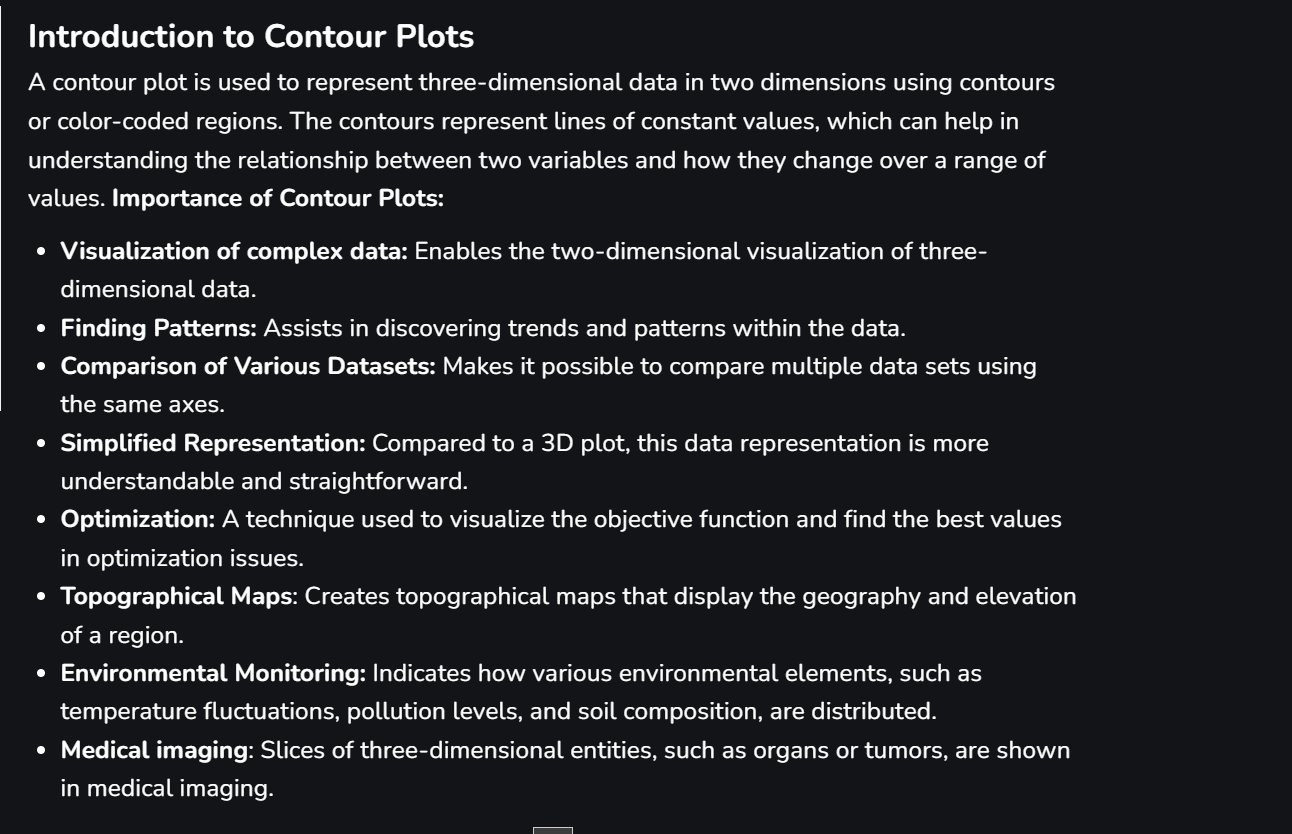 Introduction to Contour Plots
A contour plot is used to represent three-dimensional data in two dimensions using contours
or color-coded regions. The contours represent lines of constant values, which can help in
understanding the relationship between two variables and how they change over a range of
values. Importance of Contour Plots:
• Visualization of complex data: Enables the two-dimensional visualization of three-
dimensional data.
• Finding Patterns: Assists in discovering trends and patterns within the data.
• Comparison of Various Datasets: Makes it possible to compare multiple data sets using
the same axes.
• Simplified Representation: Compared to a 3D plot, this data representation is more
understandable and straightforward.
• Optimization: A technique used to visualize the objective function and find the best values
in optimization issues.
• Topographical Maps: Creates topographical maps that display the geography and elevation
of a region.
• Environmental Monitoring: Indicates how various environmental elements, such as
temperature fluctuations, pollution levels, and soil composition, are distributed.
• Medical imaging: Slices of three-dimensional entities, such as organs or tumors, are shown
in medical imaging.